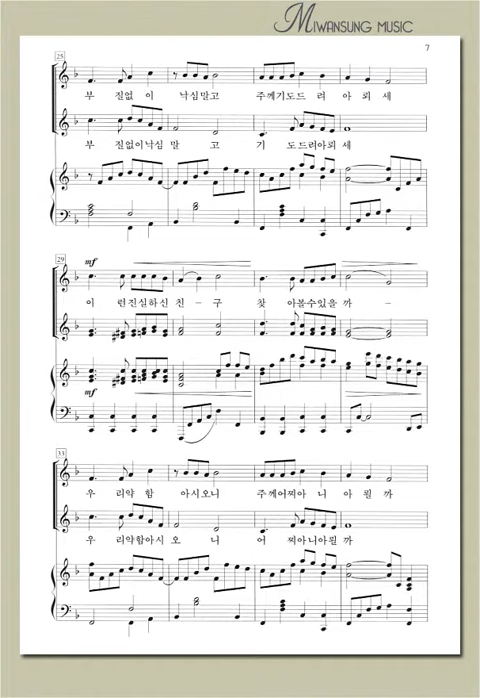 MIWANSUNG MUSIC
7
25
부 질없 이 낙심말고 주께기도드 려 아 뢰 세
부 질없이낙심 말 고 기 도드려아뢰 세
29
mf
이 런진실하신 친 - 구 찾 아볼수있을 까 -
mf
33
우 리약 함 아시오니 주께어찌아 니 아 뢸 까
우 리약함아시 오 니 어 찌아니아뢸 까